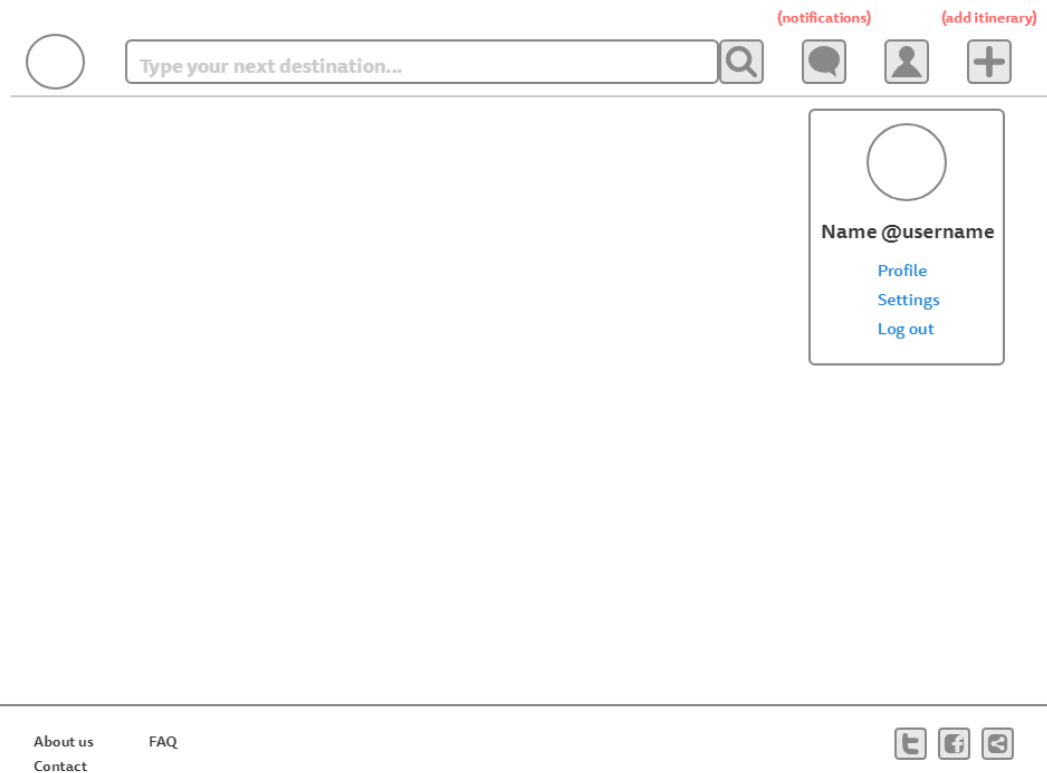 (notifications) (add itinerary)
Type your next destination...
Name @username
Profile
Settings
Log out
About us FAQ
Contact